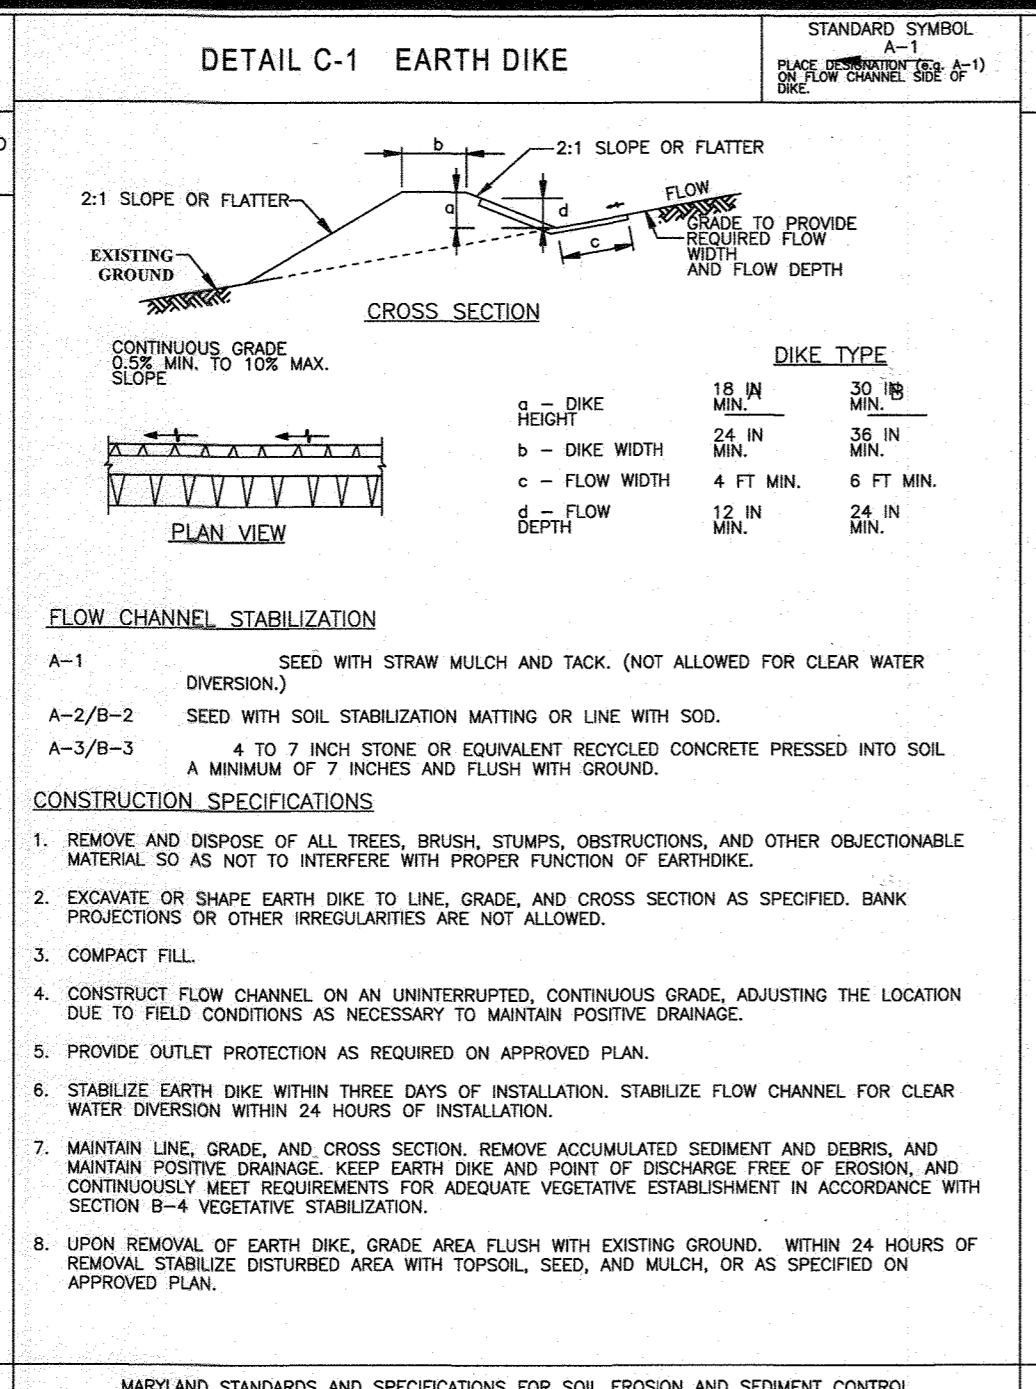 DETAIL C-1 EARTH DIKE
STANDARD SYMBOL
A-1
PLACE DESIGNATION (e.g. A-1)
ON FLOW CHANNEL SIDE OF
DIKE.
b
2:1 SLOPE OR FLATTER
2:1 SLOPE OR FLATTER
a
d
FLOW
c
GRADE TO PROVIDE
REQUIRED FLOW
WIDTH
AND FLOW DEPTH
EXISTING
GROUND
CROSS SECTION
CONTINUOUS GRADE
0.5% MIN. TO 10% MAX.
SLOPE
PLAN VIEW
DIKE TYPE
A
B
a - DIKE
HEIGHT
18 IN
MIN.
30 IN
MIN.
b - DIKE WIDTH
24 IN
MIN.
36 IN
MIN.
c - FLOW WIDTH 4 FT MIN. 6 FT MIN.
d - FLOW
DEPTH
12 IN
MIN.
24 IN
MIN.
FLOW CHANNEL STABILIZATION
A-1 SEED WITH STRAW MULCH AND TACK. (NOT ALLOWED FOR CLEAR WATER
DIVERSION.)
A-2/B-2 SEED WITH SOIL STABILIZATION MATTING OR LINE WITH SOD.
A-3/B-3 4 TO 7 INCH STONE OR EQUIVALENT RECYCLED CONCRETE PRESSED INTO SOIL
A MINIMUM OF 7 INCHES AND FLUSH WITH GROUND.
CONSTRUCTION SPECIFICATIONS
1. REMOVE AND DISPOSE OF ALL TREES, BRUSH, STUMPS, OBSTRUCTIONS, AND OTHER OBJECTIONABLE
MATERIAL SO AS NOT TO INTERFERE WITH PROPER FUNCTION OF EARTHDIKE.
2. EXCAVATE OR SHAPE EARTH DIKE TO LINE, GRADE, AND CROSS SECTION AS SPECIFIED. BANK
PROJECTIONS OR OTHER IRREGULARITIES ARE NOT ALLOWED.
3. COMPACT FILL.
4. CONSTRUCT FLOW CHANNEL ON AN UNINTERRUPTED, CONTINUOUS GRADE, ADJUSTING THE LOCATION
DUE TO FIELD CONDITIONS AS NECESSARY TO MAINTAIN POSITIVE DRAINAGE.
5. PROVIDE OUTLET PROTECTION AS REQUIRED ON APPROVED PLAN.
6. STABILIZE EARTH DIKE WITHIN THREE DAYS OF INSTALLATION. STABILIZE FLOW CHANNEL FOR CLEAR
WATER DIVERSION WITHIN 24 HOURS OF INSTALLATION.
7. MAINTAIN LINE, GRADE, AND CROSS SECTION. REMOVE ACCUMULATED SEDIMENT AND DEBRIS, AND
MAINTAIN POSITIVE DRAINAGE. KEEP EARTH DIKE AND POINT OF DISCHARGE FREE OF EROSION, AND
CONTINUOUSLY MEET REQUIREMENTS FOR ADEQUATE VEGETATIVE ESTABLISHMENT IN ACCORDANCE WITH
SECTION B-4 VEGETATIVE STABILIZATION.
8. UPON REMOVAL OF EARTH DIKE, GRADE AREA FLUSH WITH EXISTING GROUND. WITHIN 24 HOURS OF
REMOVAL STABILIZE DISTURBED AREA WITH TOPSOIL, SEED, AND MULCH, OR AS SPECIFIED ON
APPROVED PLAN.
MARYLAND STANDARDS AND SPECIFICATIONS FOR SOIL EROSION AND SEDIMENT CONTROL